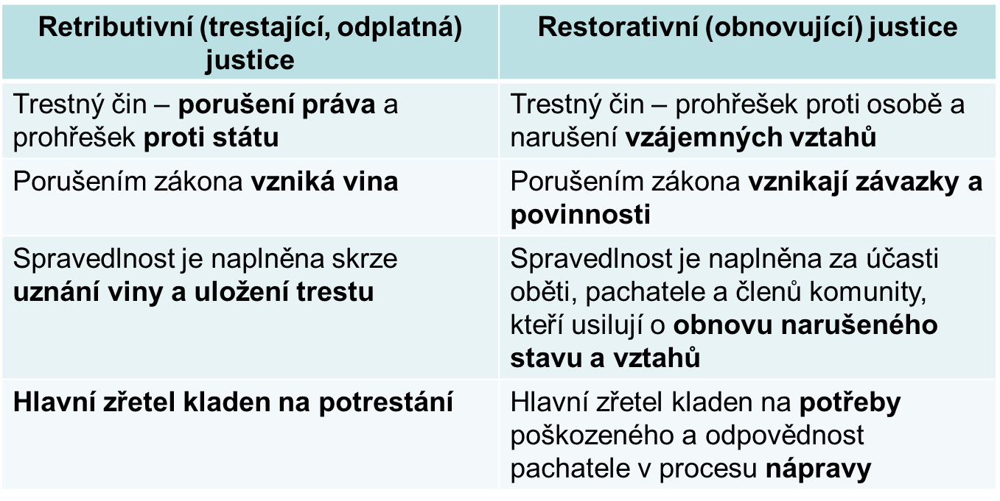 Retributivní (trestající, odplatná)
justice
Restorativní (obnovující) justice
Trestný čin – porušení práva a
prohřešek proti státu
Trestný čin – prohřešek proti osobě a
narušení vzájemných vztahů
Porušením zákona vzniká vina
Porušením zákona vznikají závazky a
povinnosti
Spravedlnost je naplněna skrze
uznání viny a uložení trestu
Spravedlnost je naplněna za účasti
oběti, pachatele a členů komunity,
kteří usilují o obnovu narušeného
stavu a vztahů
Hlavní zřetel kladen na potrestání
Hlavní zřetel kladen na potřeby
poškozeného a odpovědnost
pachatele v procesu nápravy